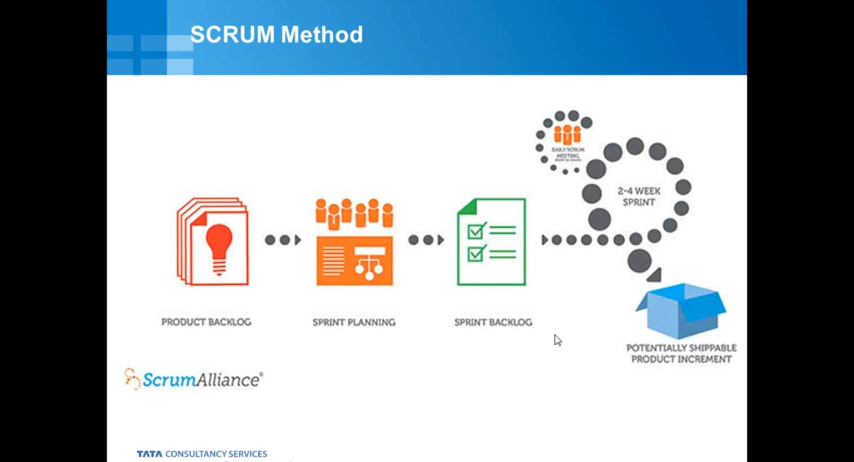 SCRUM Method
DAILY SCRUM
MEETING
2-4 WEEK
SPRINT
PRODUCT BACKLOG
SPRINT PLANNING
SPRINT BACKLOG
POTENTIALLY SHIPPABLE
PRODUCT INCREMENT
ScrumAlliance®
TATA CONSULTANCY SERVICES